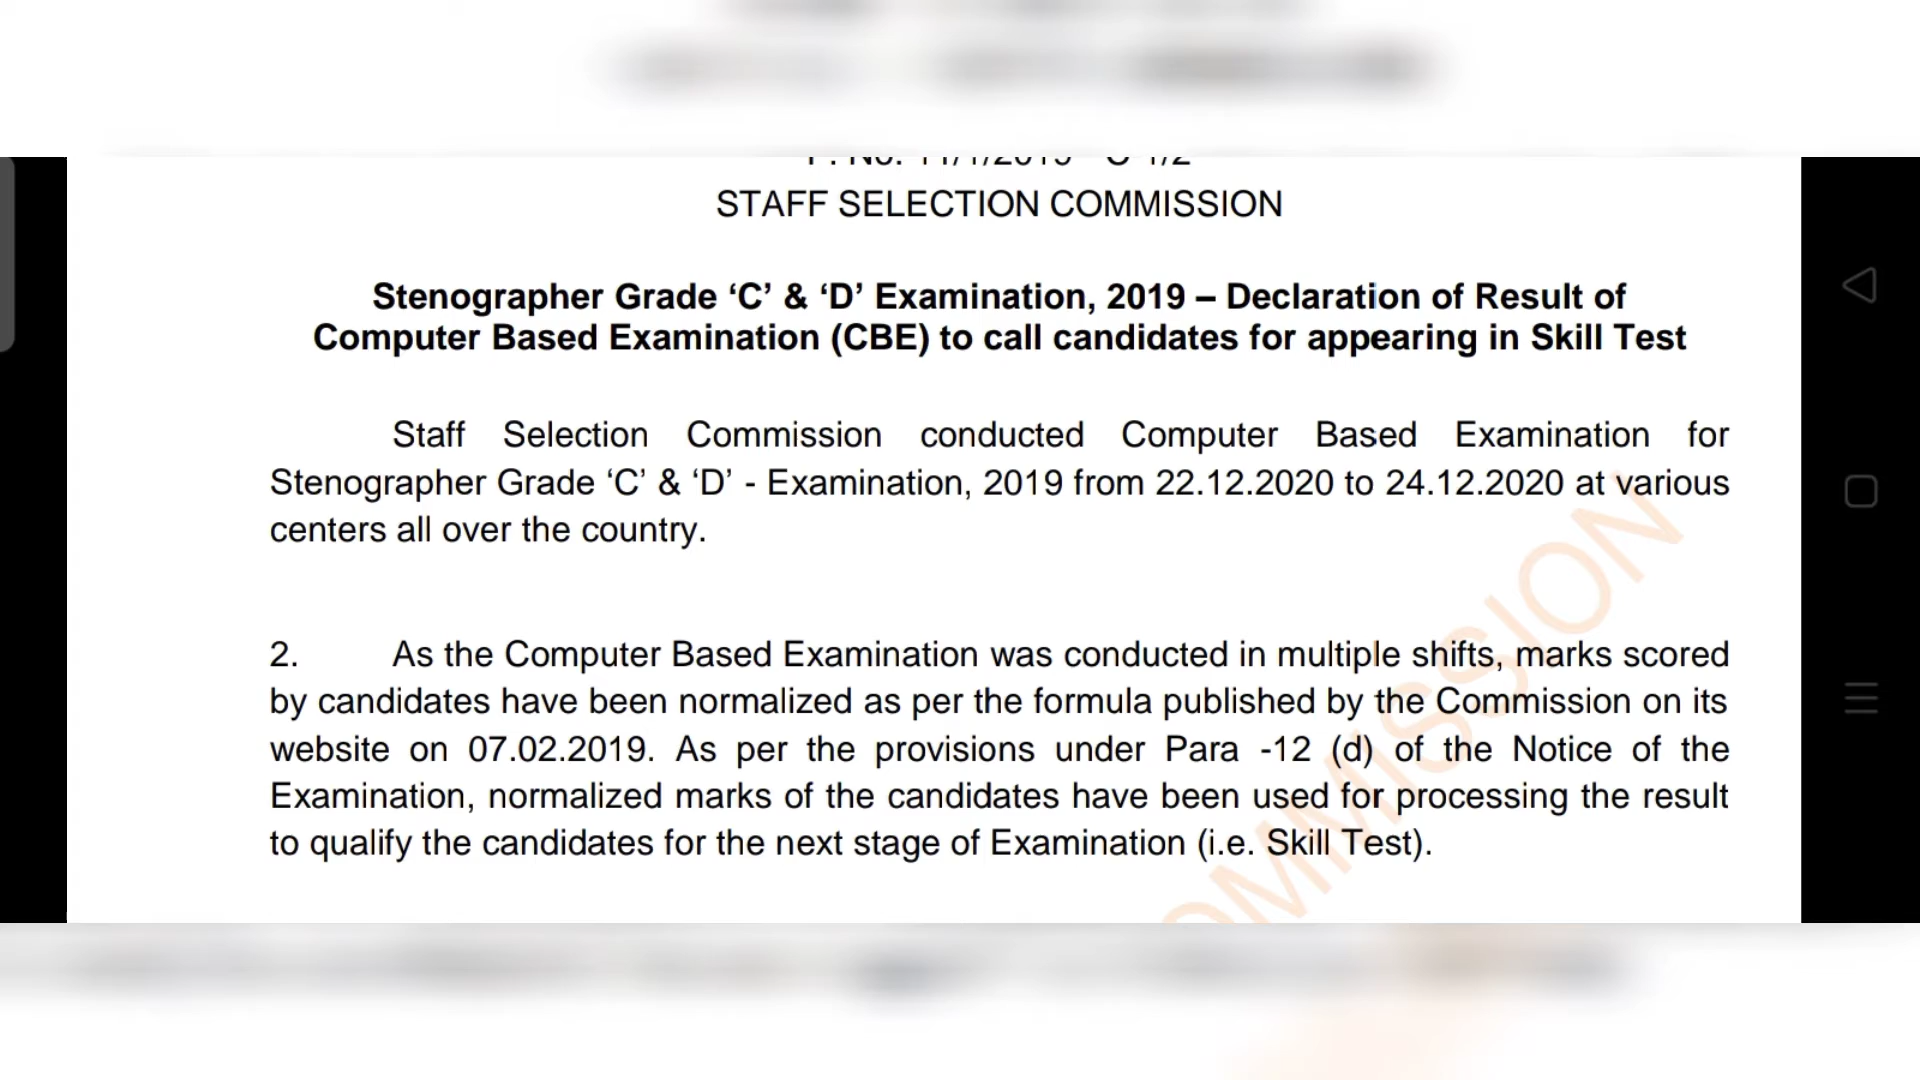 STAFF SELECTION COMMISSION
Stenographer Grade ‘C’ & ‘D’ Examination, 2019 – Declaration of Result of
Computer Based Examination (CBE) to call candidates for appearing in Skill Test
Staff Selection Commission conducted Computer Based Examination for
Stenographer Grade ‘C’ & ‘D’ - Examination, 2019 from 22.12.2020 to 24.12.2020 at various
centers all over the country.
2. As the Computer Based Examination was conducted in multiple shifts, marks scored
by candidates have been normalized as per the formula published by the Commission on its
website on 07.02.2019. As per the provisions under Para -12 (d) of the Notice of the
Examination, normalized marks of the candidates have been used for processing the result
to qualify the candidates for the next stage of Examination (i.e. Skill Test).